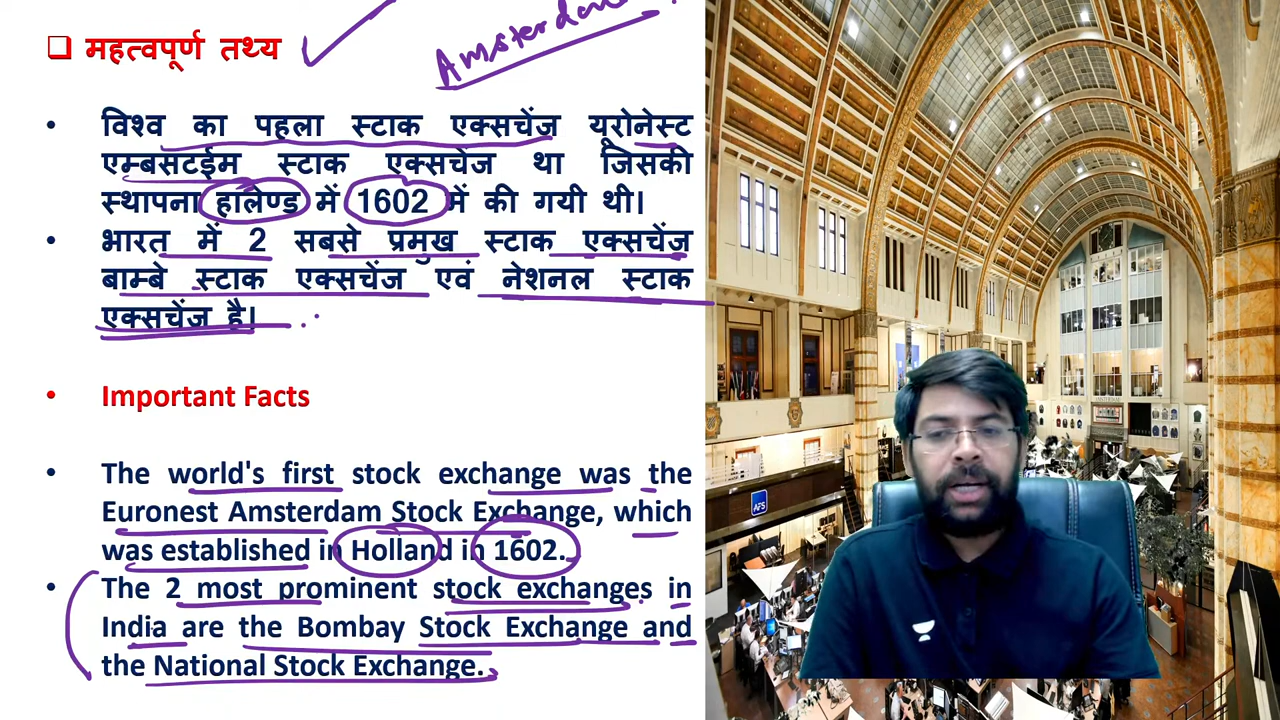 Amsterdam
❑ महत्वपूर्ण तथ्य
• विश्व का पहला स्टाक एक्सचेंज यूरोनेस्ट
एम्बसटईम स्टाक एक्सचेंज था जिसकी
स्थापना हालेण्ड में 1602 में की गयी थी।
• भारत में 2 सबसे प्रमुख स्टाक एक्सचेंज
बाम्बे स्टाक एक्सचेंज एवं नेशनल स्टाक
एक्सचेंज है।
• Important Facts
• The world's first stock exchange was the
Euronest Amsterdam Stock Exchange, which
was established in Holland in 1602.
• The 2 most prominent stock exchanges in
India are the Bombay Stock Exchange and
the National Stock Exchange.
AFS